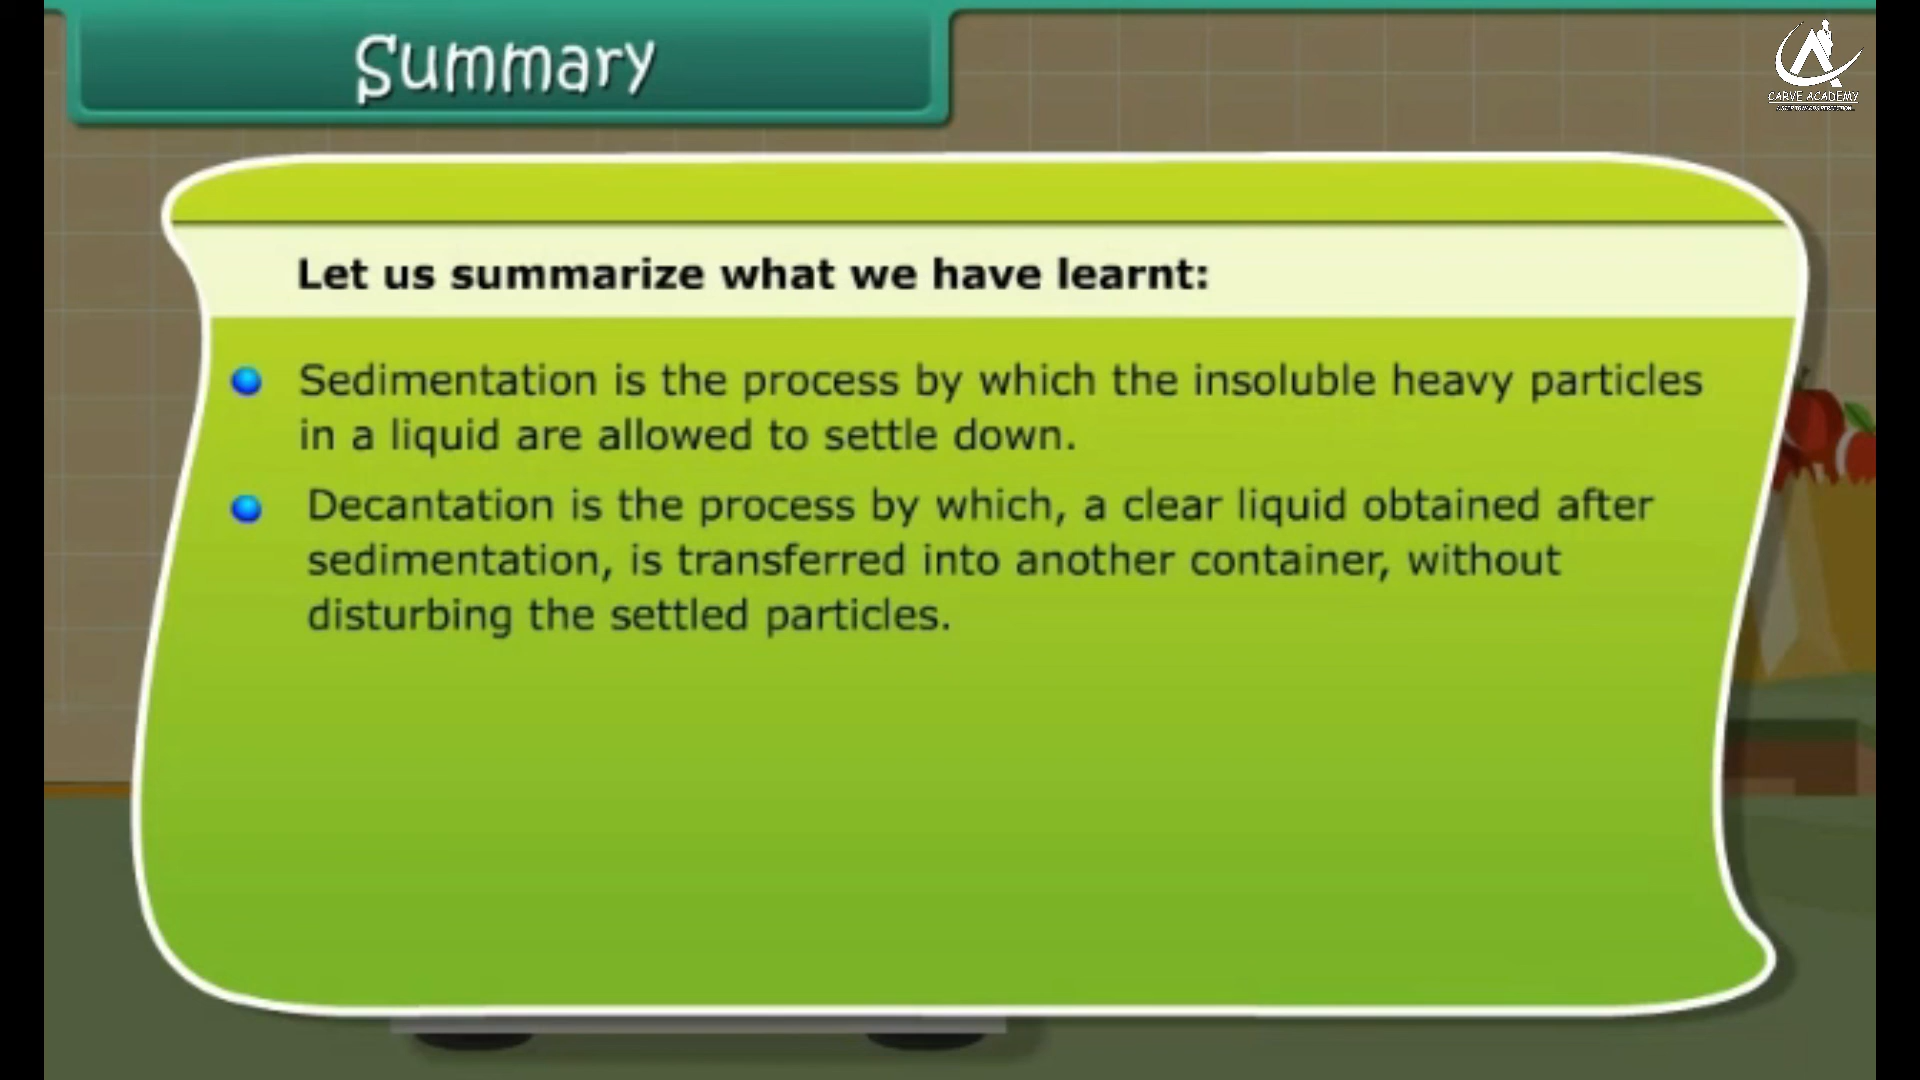 Summary
CARVE ACADEMY
Let us summarize what we have learnt:
Sedimentation is the process by which the insoluble heavy particles
in a liquid are allowed to settle down.
Decantation is the process by which, a clear liquid obtained after
sedimentation, is transferred into another container, without
disturbing the settled particles.